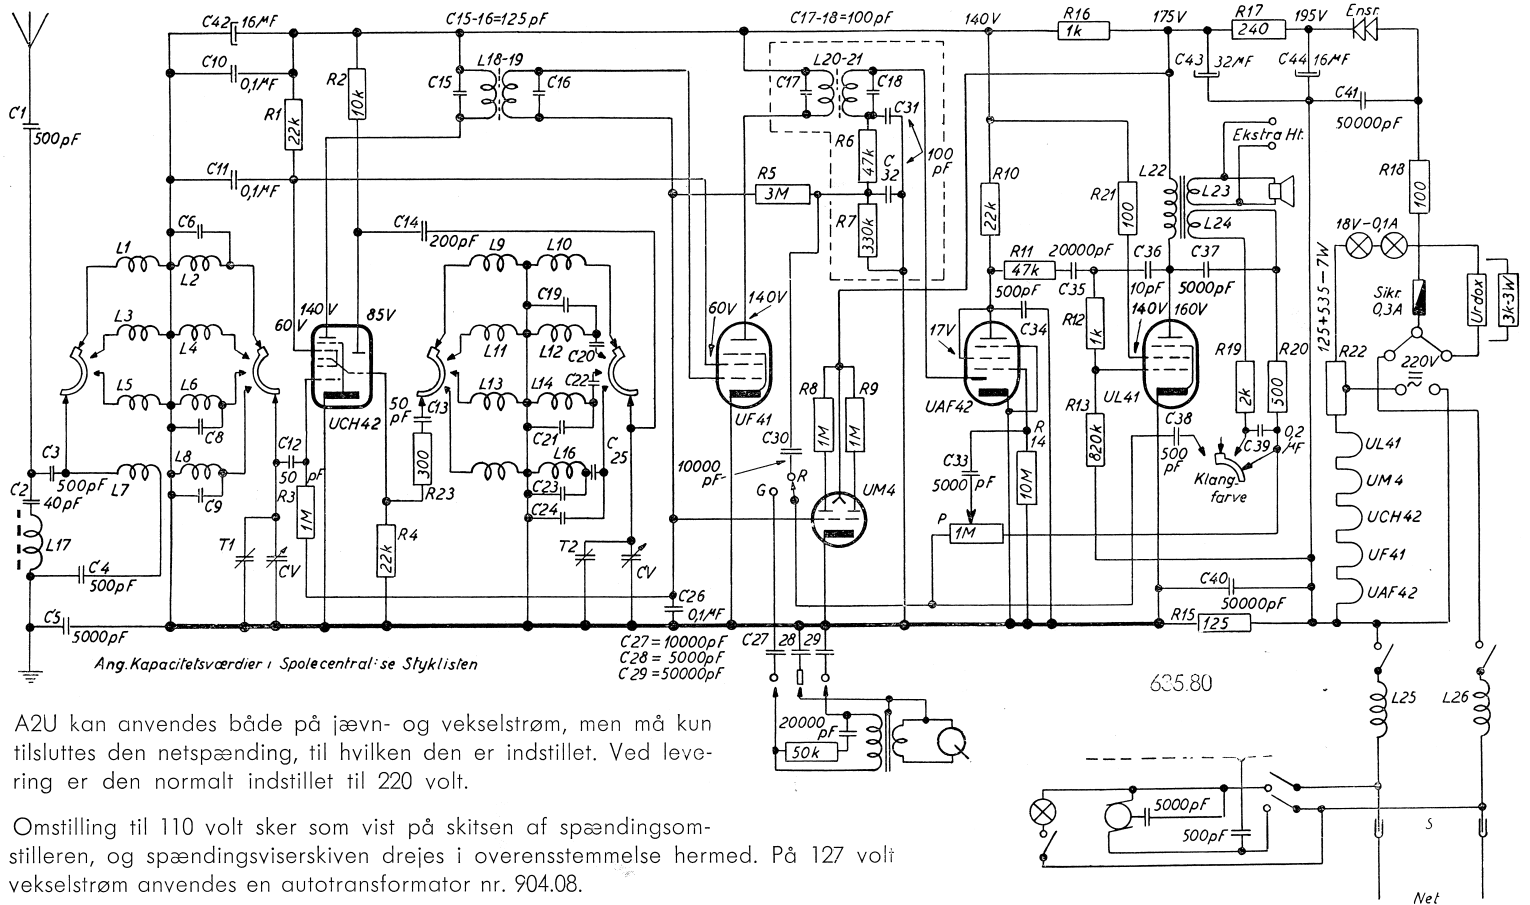 C42 16µF
C15-16=125pF
C17-18=100pF
140V
R16
1k
175V
R17
240
195V
Ensr.
C10
0,1µF
R2
10k
L18-19
C15
C16
L20-21
C17
C18
C43
32µF
C44
16µF
C41
50000pF
C1
500pF
R1
22k
C31
R6
47k
100
pF
C
32
Ekstra Ht.
C11
0,1µF
R5
3M
R10
22k
R21
100
L22
L23
L24
R18
100
C6
C14
200pF
R7
330k
18V-0,1A
L1
L2
L9
L10
R11
47k
20000pF
C35
C36
10pF
C37
5000pF
125+535-7W
Sikr.
0,3A
Urdox
3k-3W
C19
500pF
C34
L3
L4
140V
60V
85V
L11
L12
C20
60V
140V
17V
R12
1k
140V
160V
R19
2k
R20
500
R22
220V
L5
L6
C8
UCH42
50
pF
C13
L13
L14
C22
C21
UF41
R8
1M
R9
1M
UAF42
R
14
10M
R13
820k
UL41
C38
500
pF
C39
0,2
µF
Klang-
farve
C3
500pF
C2
40pF
L7
L8
C9
C12
50
pF
R3
1M
300
R23
L16
C
25
C23
C24
C30
10000
pF
G
R
UM4
C33
5000 pF
P
1M
UL41
UM4
UCH42
UF41
UAF42
L17
C4
500pF
T1
CV
R4
22k
T2
CV
C26
0,1µF
C40
50000pF
C5
5000pF
R15
125
C27=10000pF
C28= 5000pF
C29=50000pF
C27 28 29
Ang. Kapacitetsværdier i Spolecentral: se Styklisten
20000
pF
50k
635.80
L25
L26
A2U kan anvendes både på jævn- og vekselstrøm, men må kun
tilsluttes den netspænding, til hvilken den er indstillet. Ved leve-
ring er den normalt indstillet til 220 volt.
Omstilling til 110 volt sker som vist på skitsen af spændingsom-
stilleren, og spændingsviserskiven drejes i overensstemmelse hermed. På 127 volt
vekselstrøm anvendes en autotransformator nr. 904.08.
5000pF
500pF
S
Net